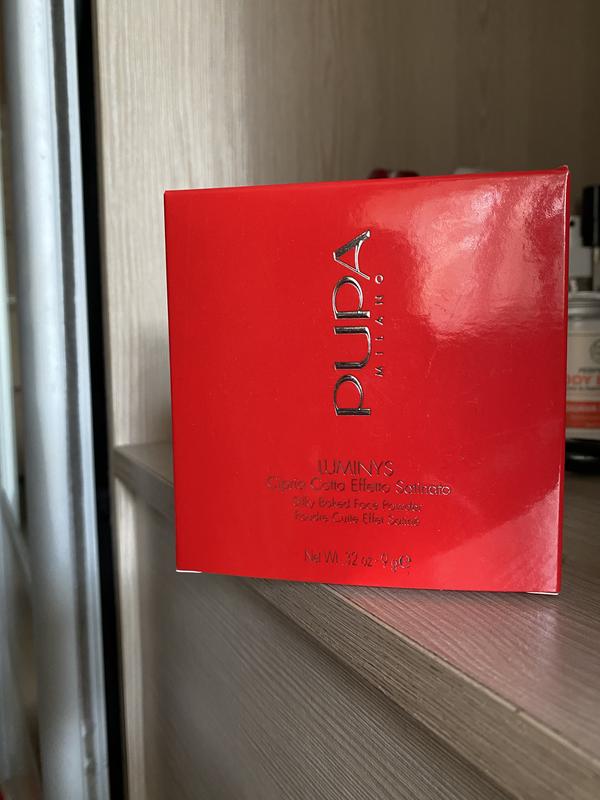 PUPA
MILANO
LUMINYS
Cipria Cotta Effetto Satinato
Silky Baked Face Powder
Poudre Cuite Effet Satiné
Net Wt .32 oz - 9 g ℮